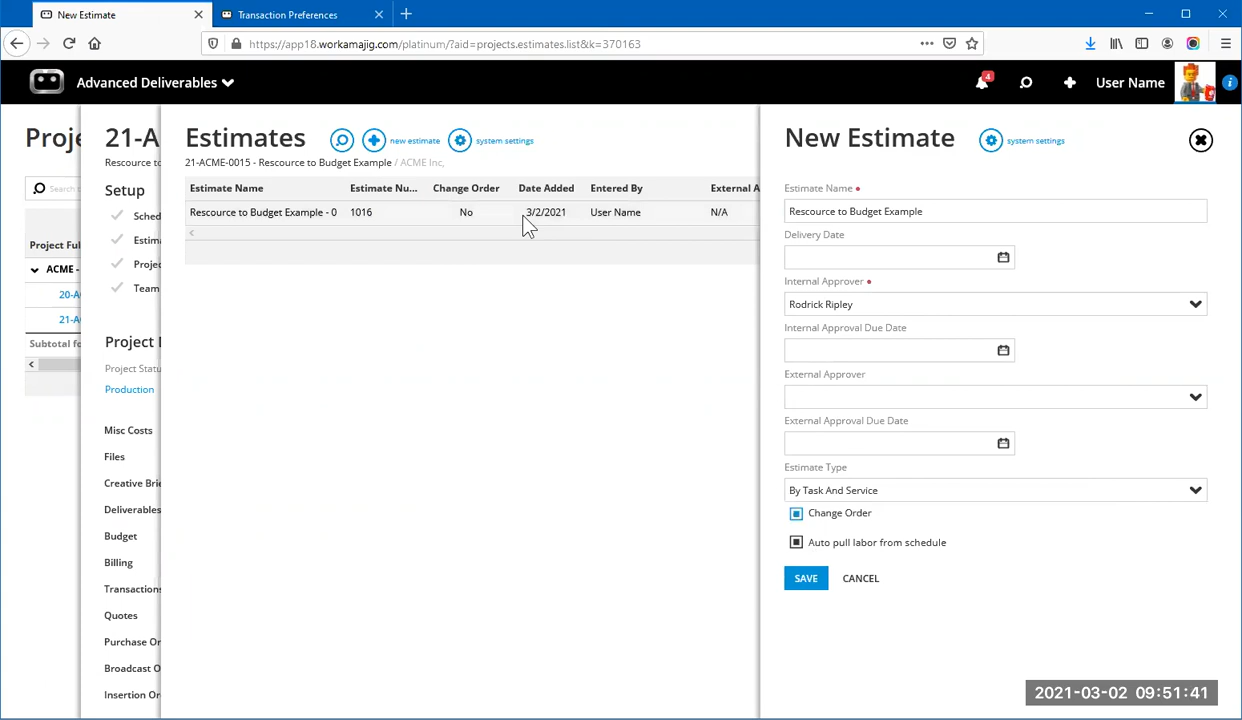 New Estimate
Transaction Preferences
https://app18.workamajig.com/platinum/?aid=projects.estimates.list&k=370163
Advanced Deliverables
4
User Name
i
Proje
Search
Project Ful
ACME -
20-A
21-A
Subtotal fo
21-A
Rescource to
Setup
Sched
Estima
Projec
Team
Project
Project Statu
Production
Misc Costs
Files
Creative Brie
Deliverables
Budget
Billing
Transactions
Quotes
Purchase Or
Broadcast O
Insertion Or
Estimates
new estimate
system settings
21-ACME-0015 - Rescource to Budget Example / ACME Inc,
Estimate Name Estimate Nu... Change Order Date Added Entered By External A
Rescource to Budget Example - 0 1016 No 3/2/2021 User Name N/A
New Estimate
system settings
Estimate Name
Rescource to Budget Example
Delivery Date
Internal Approver
Rodrick Ripley
Internal Approval Due Date
External Approver
External Approval Due Date
Estimate Type
By Task And Service
Change Order
Auto pull labor from schedule
SAVE CANCEL
2021-03-02 09:51:41